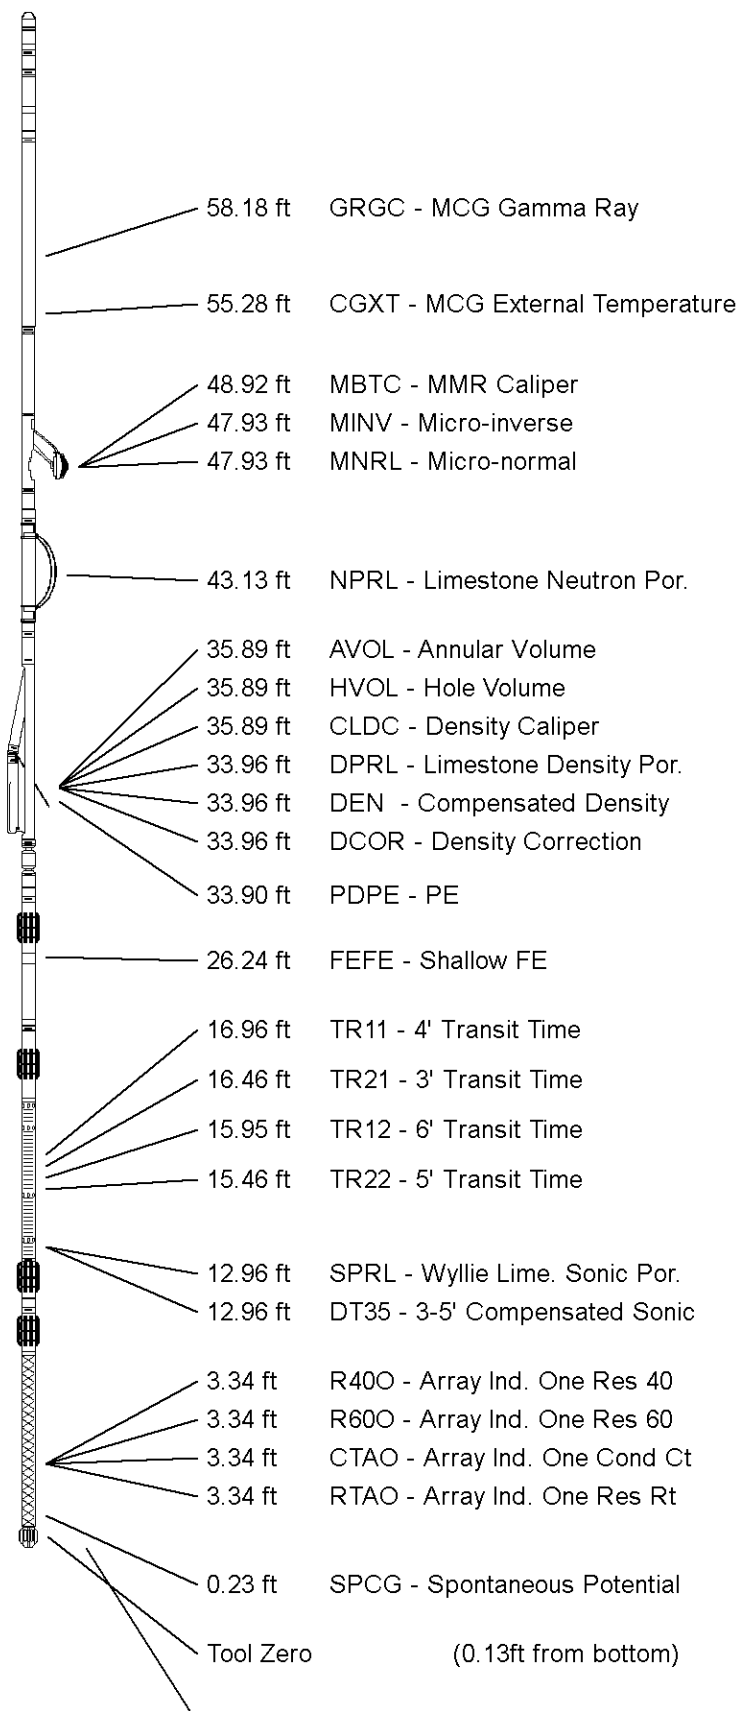 58.18 ft GRGC - MCG Gamma Ray
55.28 ft CGXT - MCG External Temperature
48.92 ft MBTC - MMR Caliper
47.93 ft MINV - Micro-inverse
47.93 ft MNRL - Micro-normal
43.13 ft NPRL - Limestone Neutron Por.
35.89 ft AVOL - Annular Volume
35.89 ft HVOL - Hole Volume
35.89 ft CLDC - Density Caliper
33.96 ft DPRL - Limestone Density Por.
33.96 ft DEN - Compensated Density
33.96 ft DCOR - Density Correction
33.90 ft PDPE - PE
26.24 ft FEFE - Shallow FE
16.96 ft TR11 - 4' Transit Time
16.46 ft TR21 - 3' Transit Time
15.95 ft TR12 - 6' Transit Time
15.46 ft TR22 - 5' Transit Time
12.96 ft SPRL - Wyllie Lime. Sonic Por.
12.96 ft DT35 - 3-5' Compensated Sonic
3.34 ft R40O - Array Ind. One Res 40
3.34 ft R60O - Array Ind. One Res 60
3.34 ft CTAO - Array Ind. One Cond Ct
3.34 ft RTAO - Array Ind. One Res Rt
0.23 ft SPCG - Spontaneous Potential
Tool Zero (0.13ft from bottom)